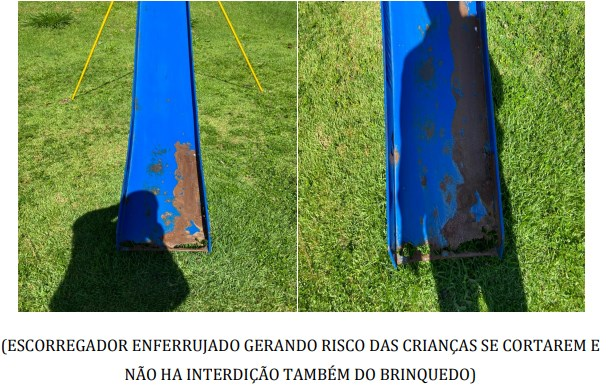 (ESCORREGADOR ENFERRUJADO GERANDO RISCO DAS CRIANÇAS SE CORTAREM E
NÃO HA INTERDIÇÃO TAMBÉM DO BRINQUEDO)